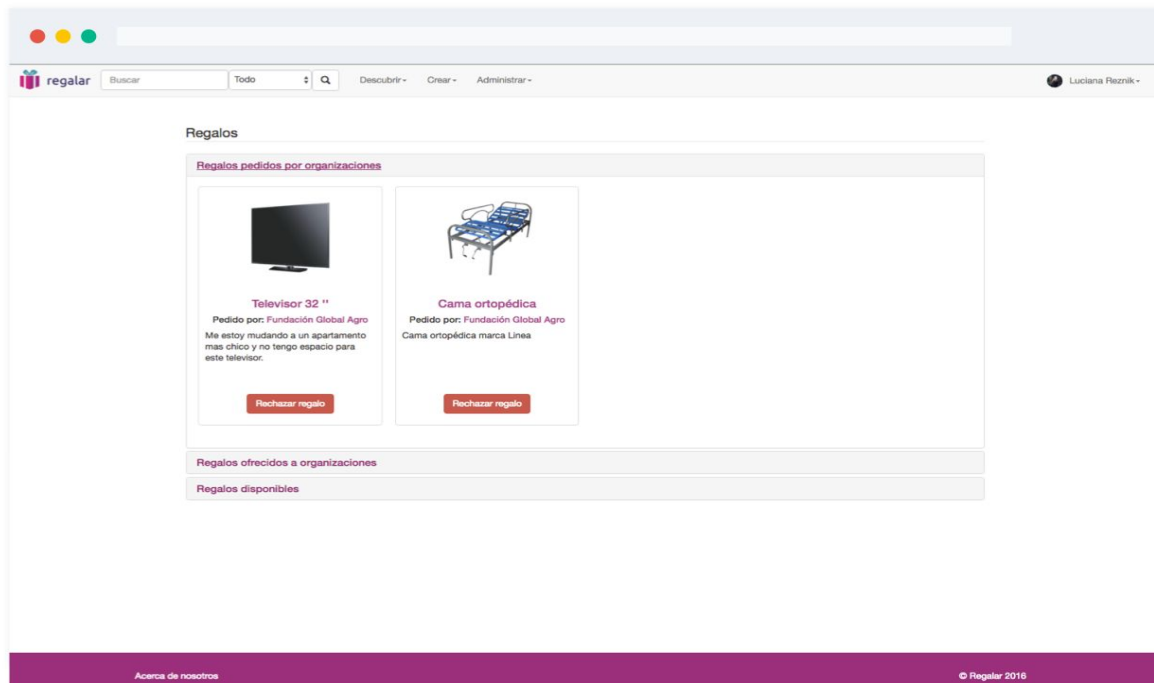 regalar
Buscar
Todo
Descubrir
Crear
Administrar
Luciana Reznik
Regalos
Regalos pedidos por organizaciones
Televisor 32 ''
Pedido por: Fundación Global Agro
Me estoy mudando a un apartamento
mas chico y no tengo espacio para
este televisor.
Rechazar regalo
Cama ortopédica
Pedido por: Fundación Global Agro
Cama ortopédica marca Linea
Rechazar regalo
Regalos ofrecidos a organizaciones
Regalos disponibles
Acerca de nosotros
© Regalar 2016